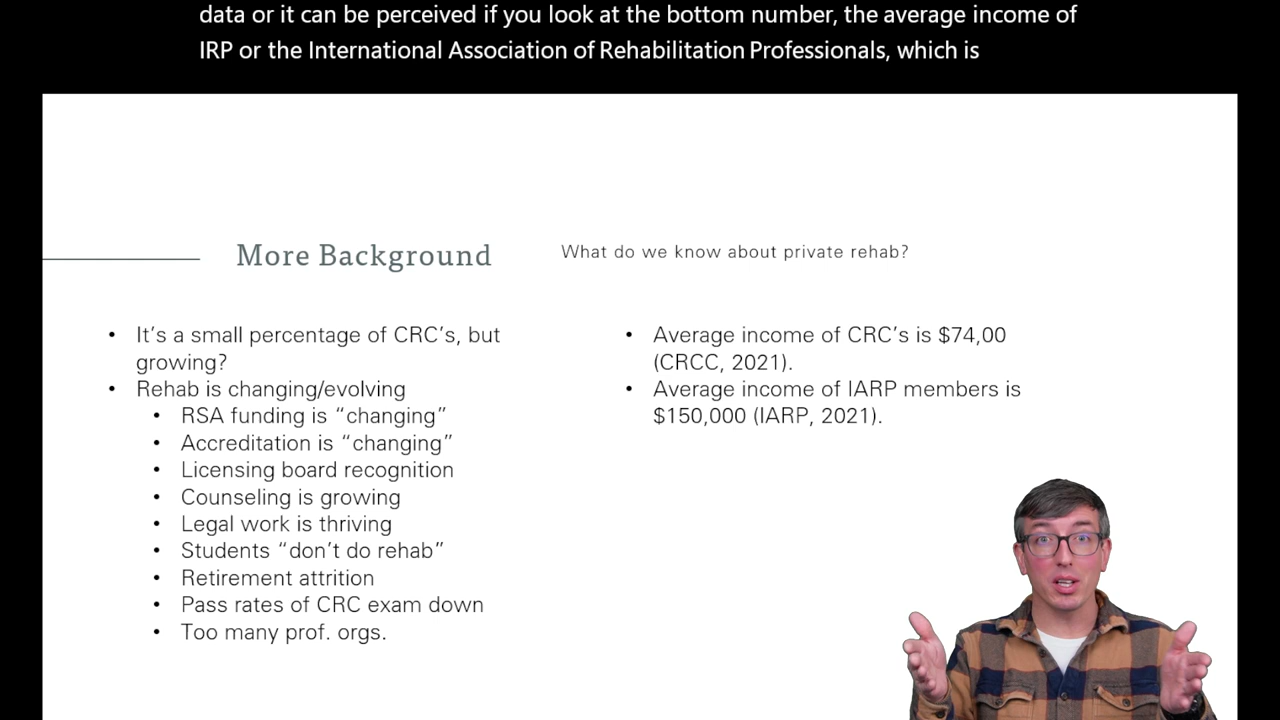 data or it can be perceived if you look at the bottom number, the average income of
IRP or the International Association of Rehabilitation Professionals, which is
More Background
What do we know about private rehab?
• It's a small percentage of CRC's, but
growing?
• Rehab is changing/evolving
• RSA funding is “changing”
• Accreditation is “changing”
• Licensing board recognition
• Counseling is growing
• Legal work is thriving
• Students “don't do rehab”
• Retirement attrition
• Pass rates of CRC exam down
• Too many prof. orgs.
• Average income of CRC's is $74,00
(CRCC, 2021).
• Average income of IARP members is
$150,000 (IARP, 2021).